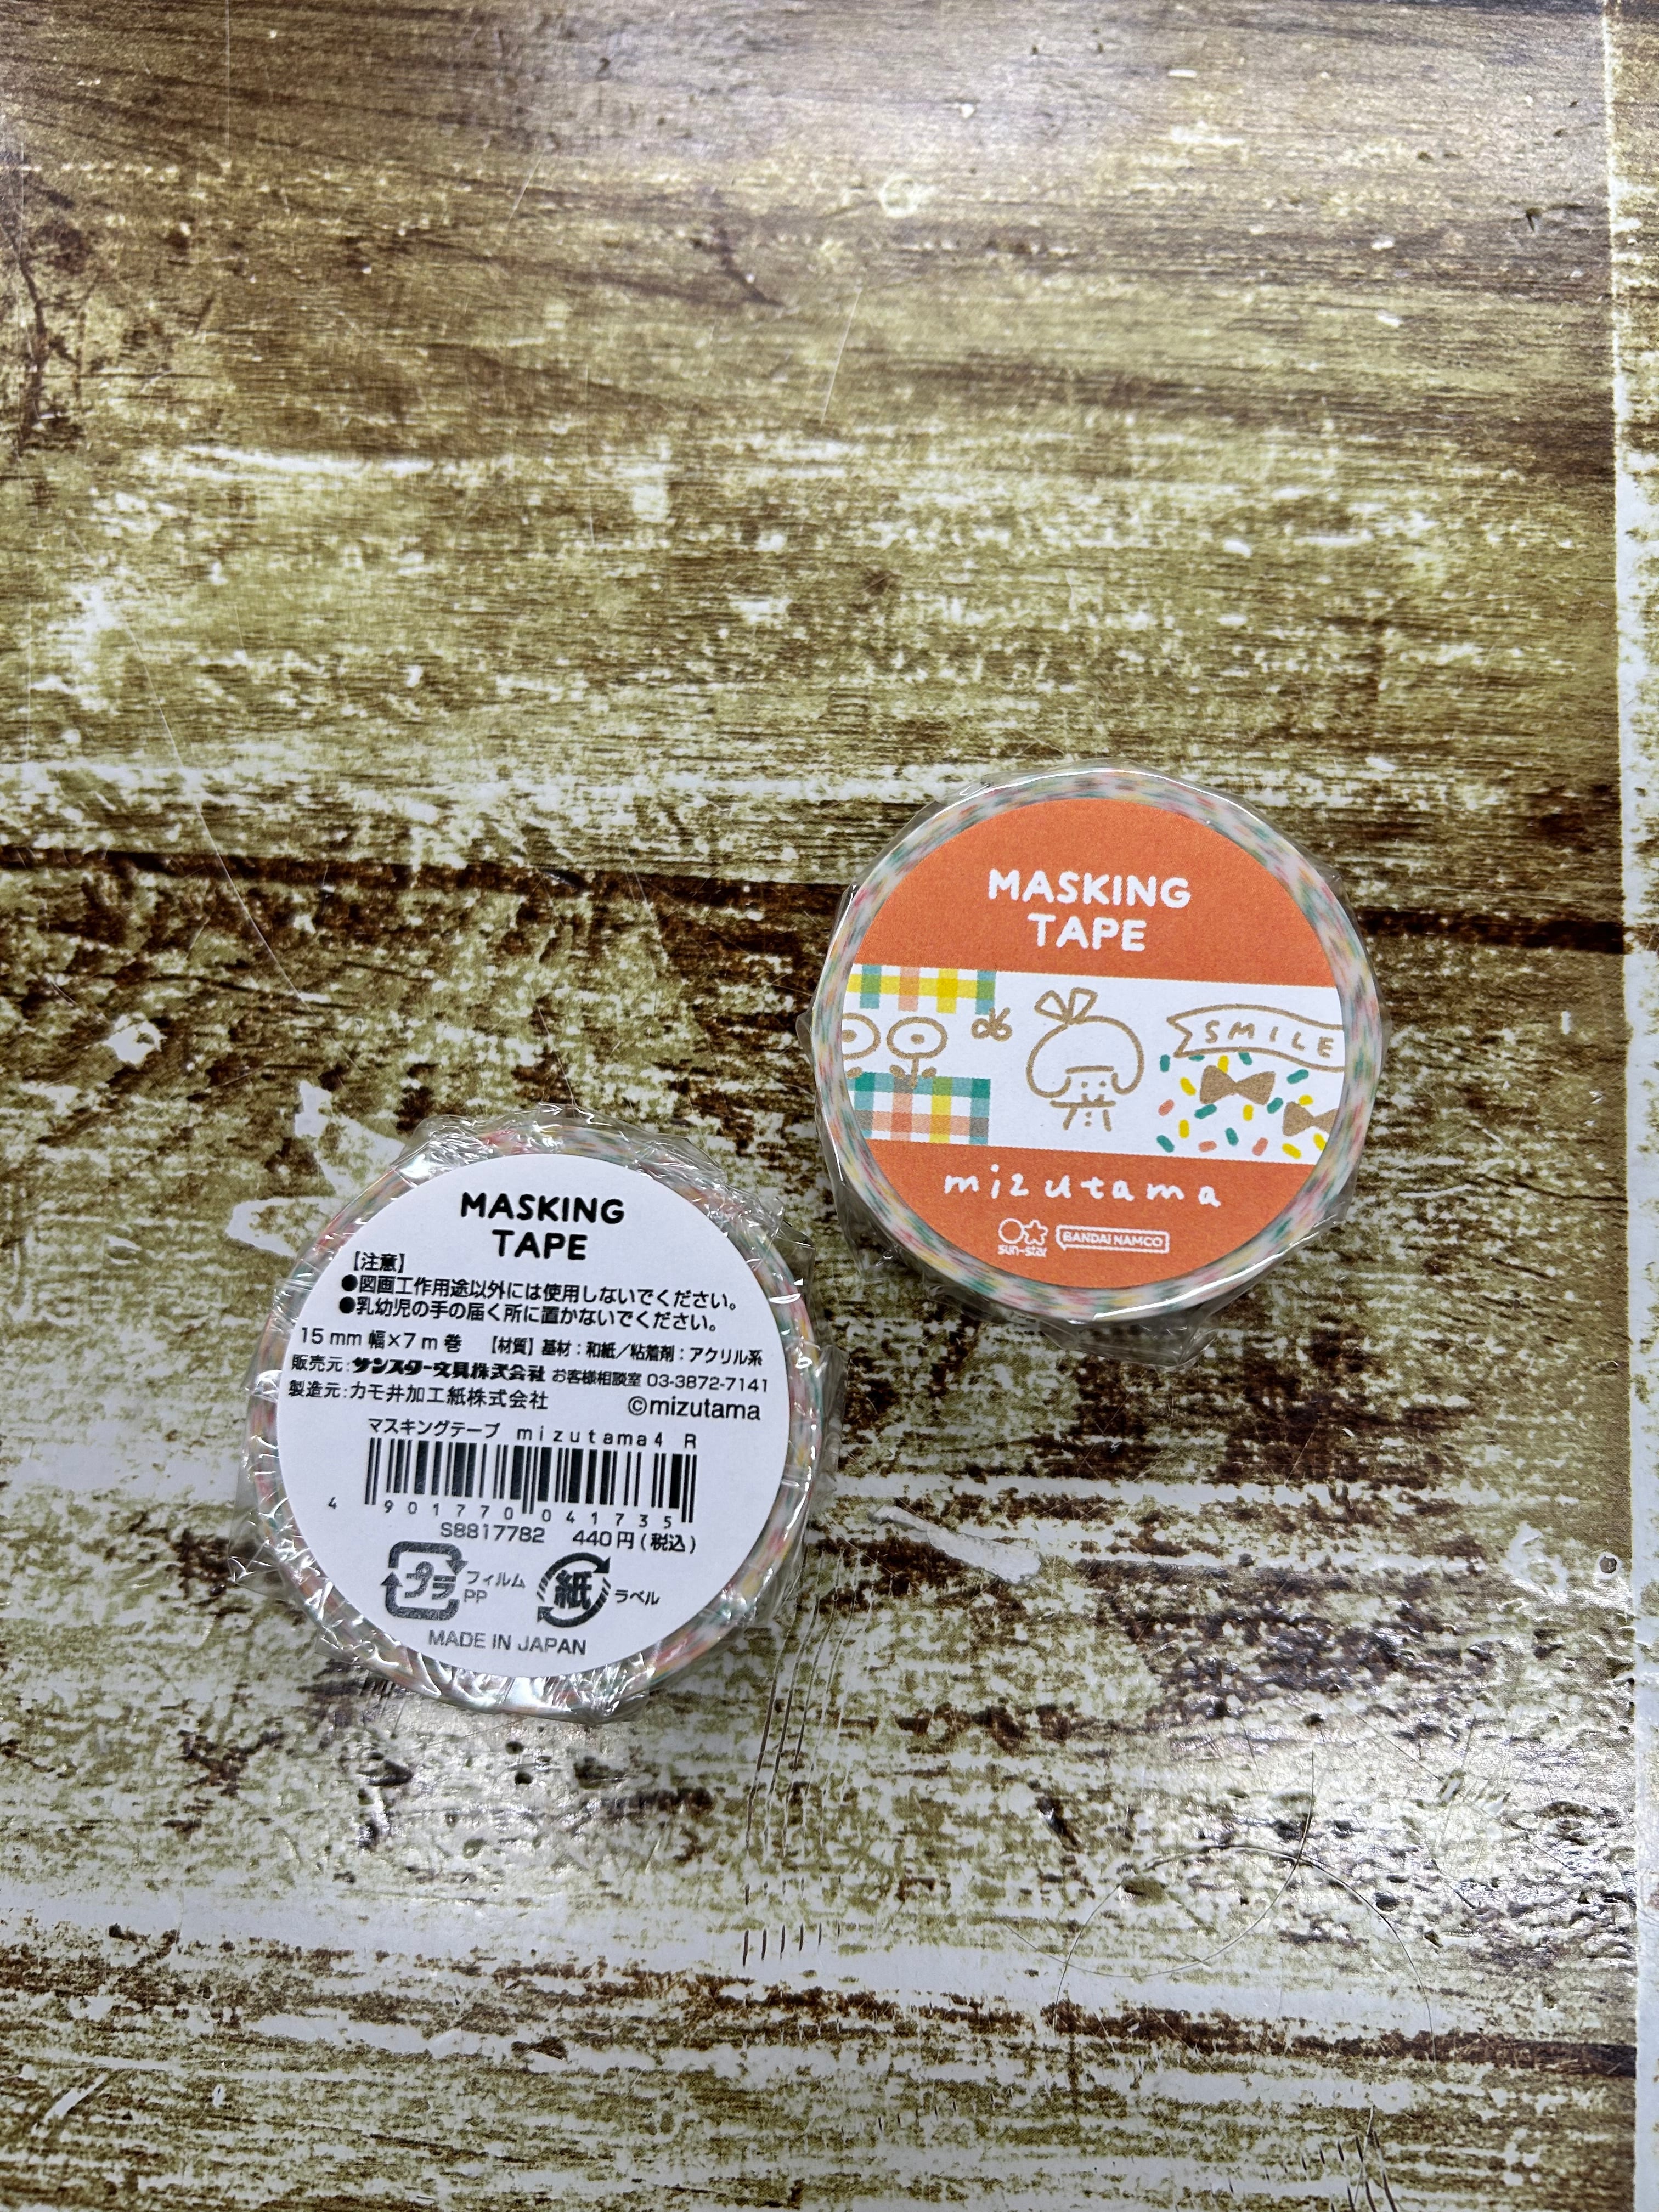 MASKING
TAPE
SMILE
mizutama
sun-star BANDAI NAMCO
MASKING
TAPE
【注意】
●図画工作用途以外には使用しないでください。
●乳幼児の手の届く所に置かないでください。
15 mm 幅×7 m 巻 【材質】基材：和紙／粘着剤：アクリル系
販売元：サンスター文具株式会社 お客様相談室 03-3872-7141
製造元：カモ井加工紙株式会社 ©mizutama
マスキングテープ mizutama4 R
4 901770 041735
S8817782 440円(税込)
プラ フィルム PP 紙 ラベル
MADE IN JAPAN